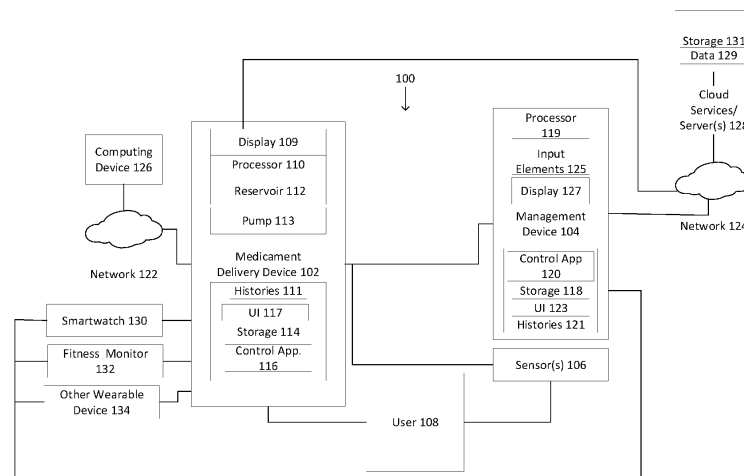 100
Storage 131
Data 129
Cloud
Services/
Server(s) 128
Network 124
Computing
Device 126
Network 122
Display 109
Processor 110
Reservoir 112
Pump 113
Medicament
Delivery Device 102
Histories 111
UI 117
Storage 114
Control App.
116
Processor
119
Input
Elements 125
Display 127
Management
Device 104
Control App
120
Storage 118
UI 123
Histories 121
Smartwatch 130
Fitness Monitor
132
Other Wearable
Device 134
Sensor(s) 106
User 108